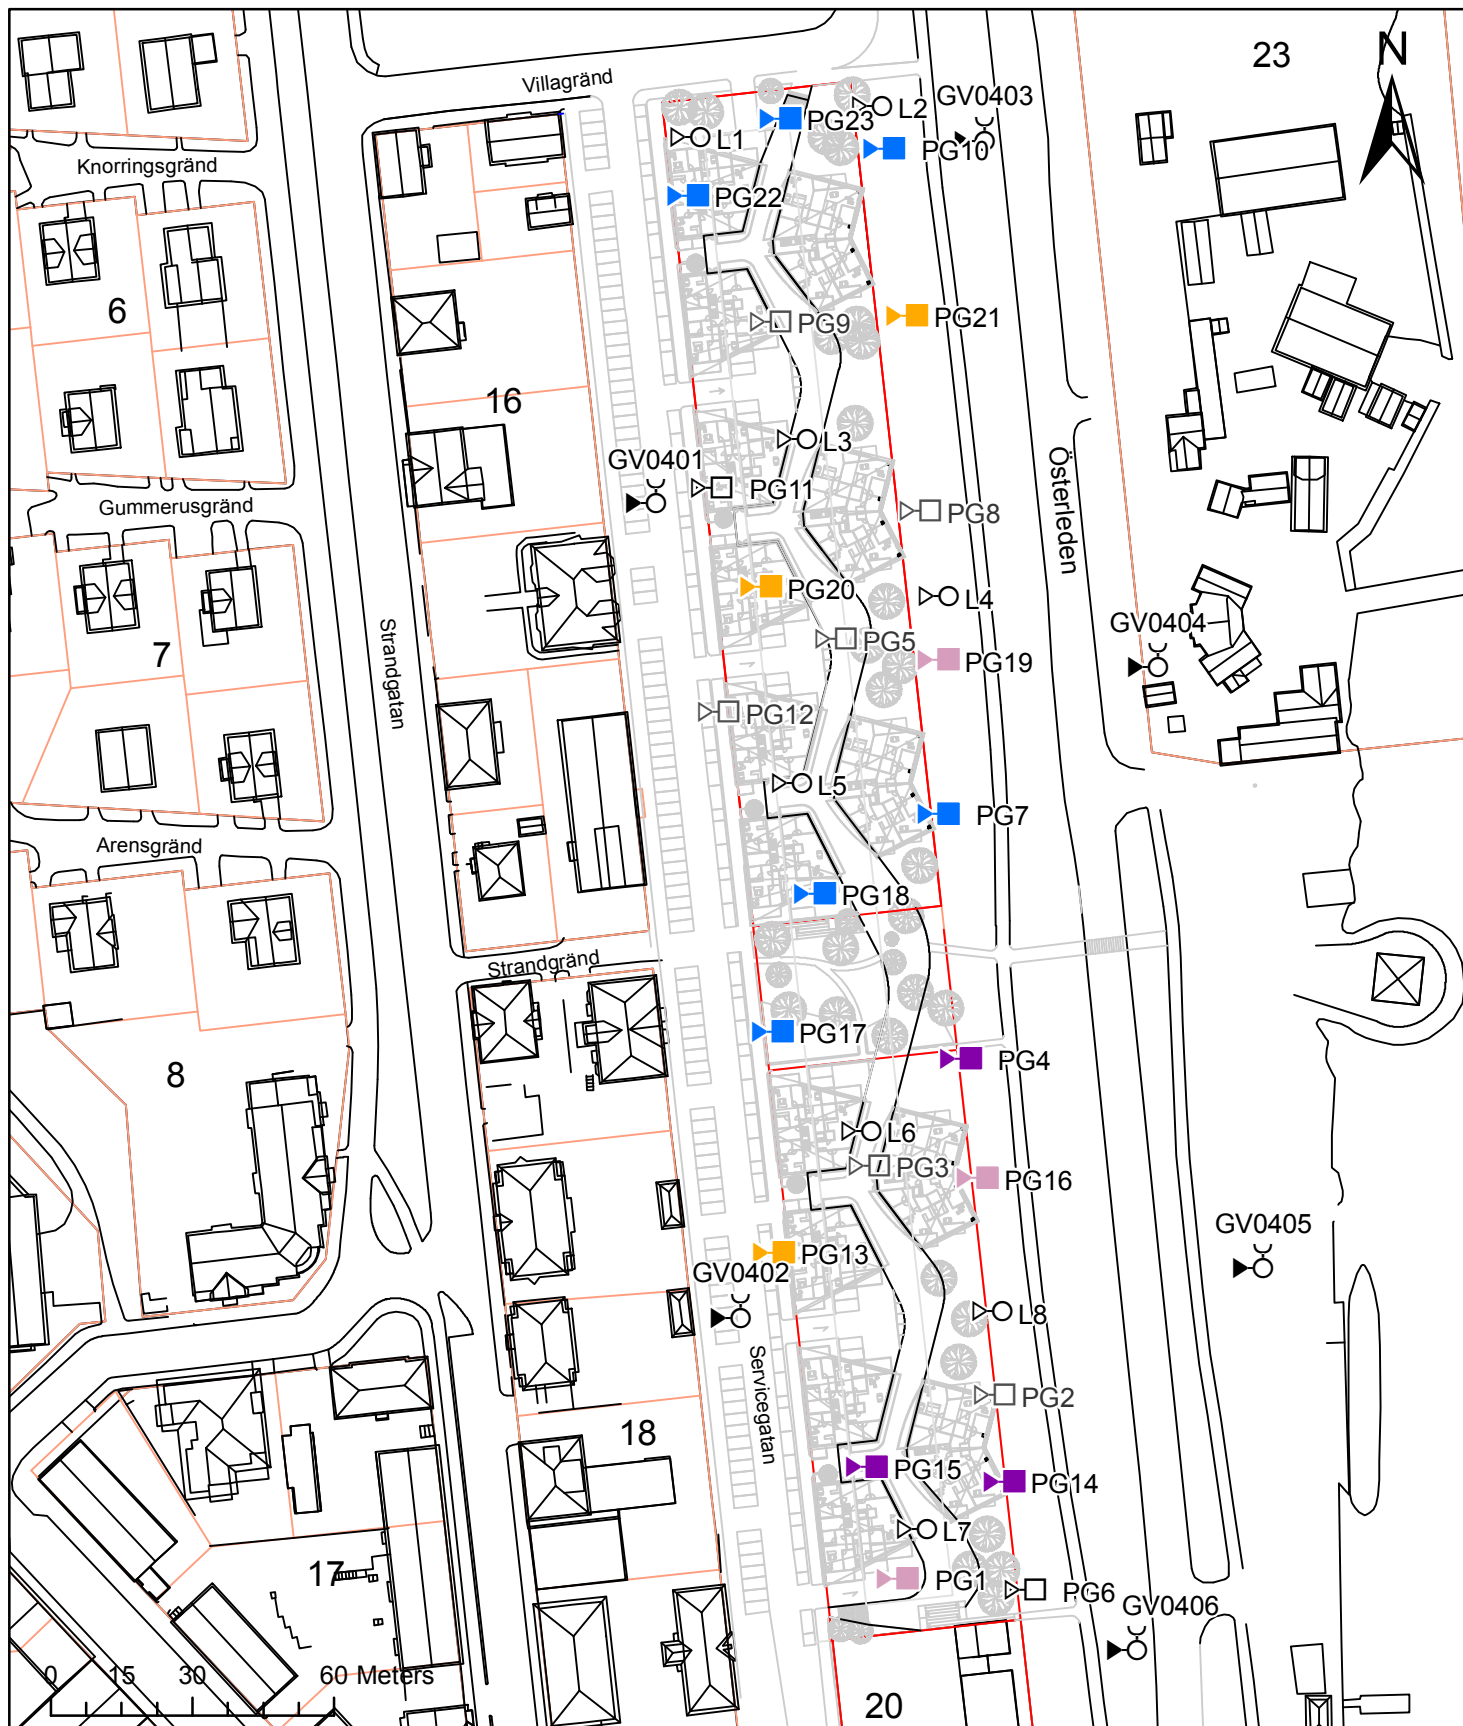 23
N
Villagränd
L2
GV0403
PG23
L1
PG10
Knorringsgränd
PG22
6
PG21
PG9
16
L3
GV0401
PG11
Österleden
Gummerusgränd
PG8
PG20
L4
GV0404
Strandgatan
7
PG5
PG19
PG12
L5
PG7
Arensgränd
PG18
Strandgränd
PG17
PG4
8
L6
PG3
PG16
GV0405
PG13
GV0402
L8
Servicegatan
PG2
18
PG15
PG14
L7
17
PG1
PG6
GV0406
0 15 30 60 Meters
20